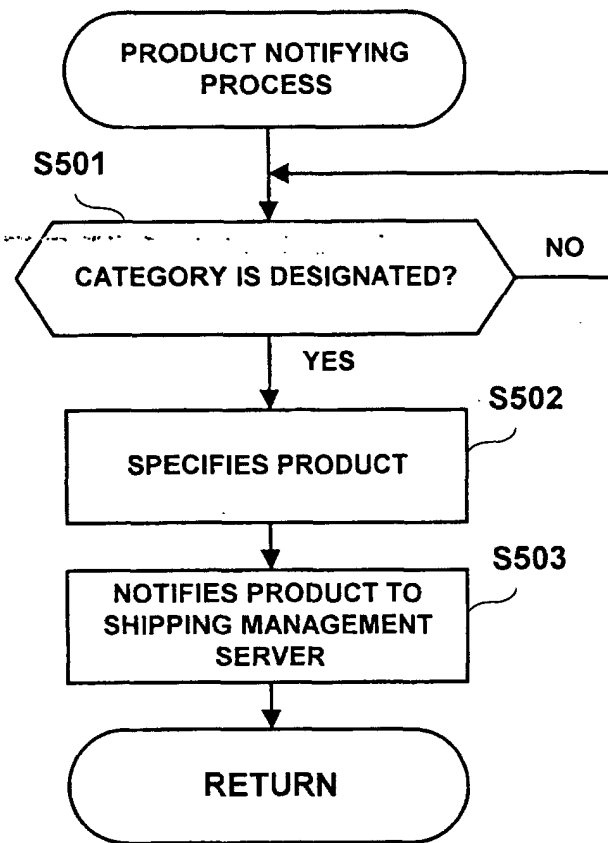 PRODUCT NOTIFYING
PROCESS
S501
CATEGORY IS DESIGNATED?
NO
YES
S502
SPECIFIES PRODUCT
S503
NOTIFIES PRODUCT TO
SHIPPING MANAGEMENT
SERVER
RETURN